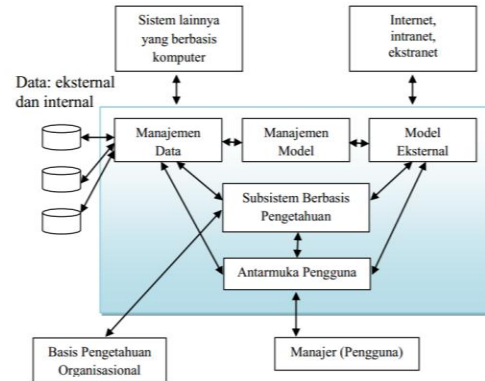 Sistem lainnya
yang berbasis
komputer
Internet,
intranet,
ekstranet
Data: eksternal
dan internal
Manajemen
Data
Manajemen
Model
Model
Eksternal
Subsistem Berbasis
Pengetahuan
Antarmuka Pengguna
Basis Pengetahuan
Organisasional
Manajer (Pengguna)